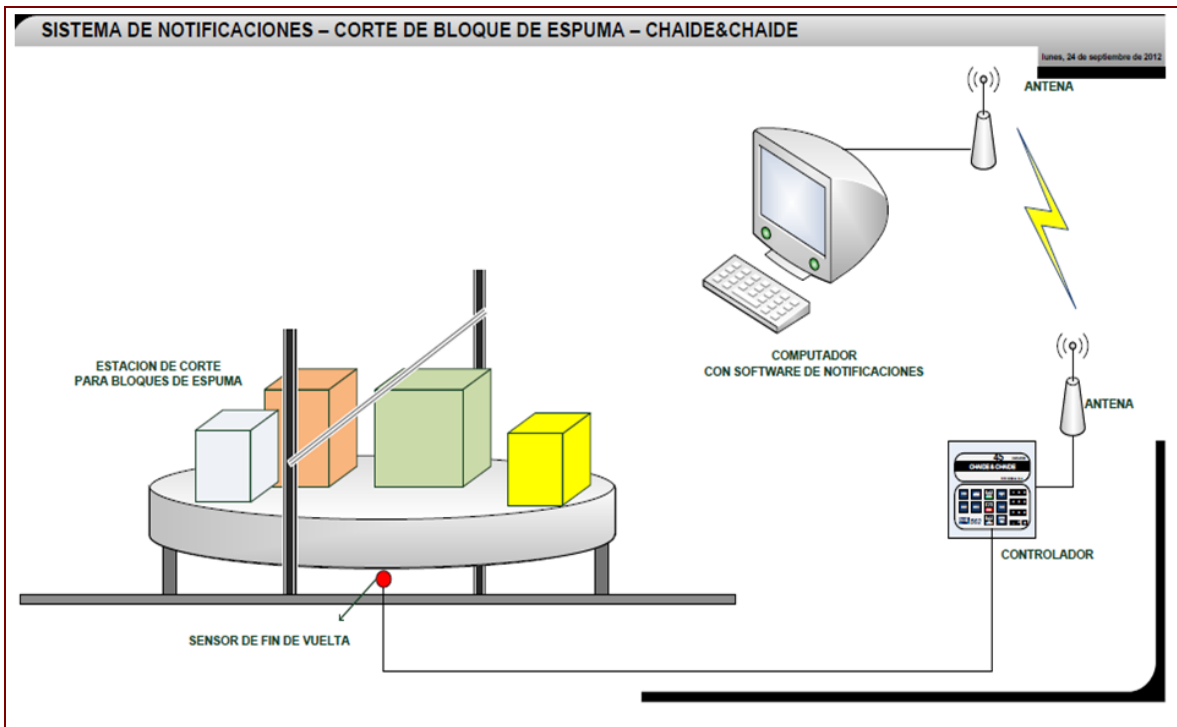 SISTEMA DE NOTIFICACIONES – CORTE DE BLOQUE DE ESPUMA – CHAIDE&CHAIDE
lunes, 24 de septiembre de 2012
ANTENA
COMPUTADOR
CON SOFTWARE DE NOTIFICACIONES
ESTACION DE CORTE
PARA BLOQUES DE ESPUMA
ANTENA
45
CHAIDE & CHAIDE
CONTROLADOR
SENSOR DE FIN DE VUELTA